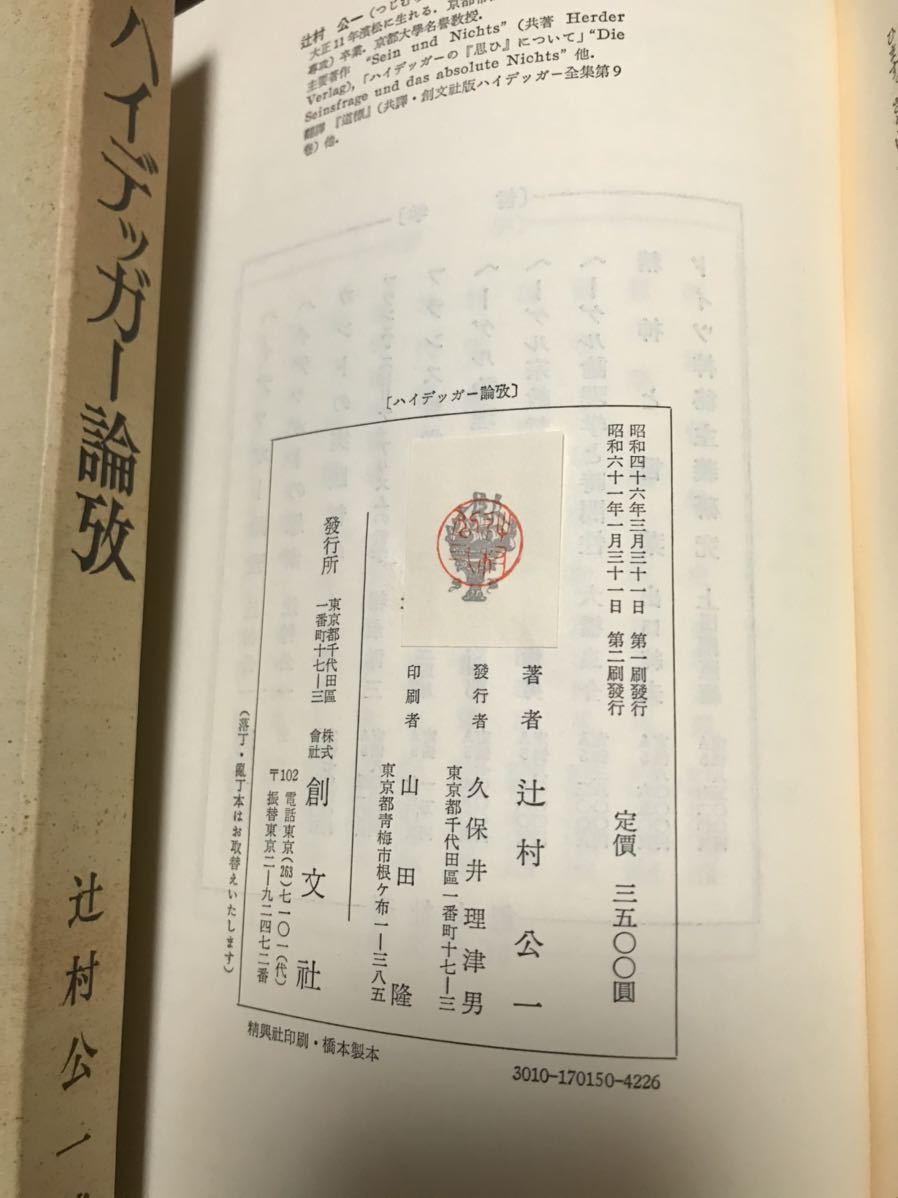 ハイデッガー論攷
辻村公一
辻村 公一(つじむ
大正11年濱松に生れる.京都帝
專攻)卒業.京都大學名譽教授.
主要著作 “Sein und Nichts” (共著 Herder
Verlag),「ハイデッガーの『思ひ』について」“Die
Seinsfrage und das absolute Nichts” 他.
飜譯『道標』(共譯・創文社版ハイデッガー全集第9
卷)他.
〔ハイデッガー論攷〕
昭和四十六年三月三十一日 第一刷發行
昭和六十一年一月三十一日 第二刷發行
定價 三五〇〇圓
著者 辻村公一
發行者 久保井理津男
東京都千代田區一番町十七―三
印刷者 山田隆
東京都青梅市根ケ布一―三八五
發行所
東京都千代田區
一番町十七―三
株式會社 創文社
〒102 電話東京(263)七一〇一(代)
振替東京二―九二四七二番
(落丁・亂丁本はお取替えいたします)
精興社印刷・橋本製本
3010-170150-4226